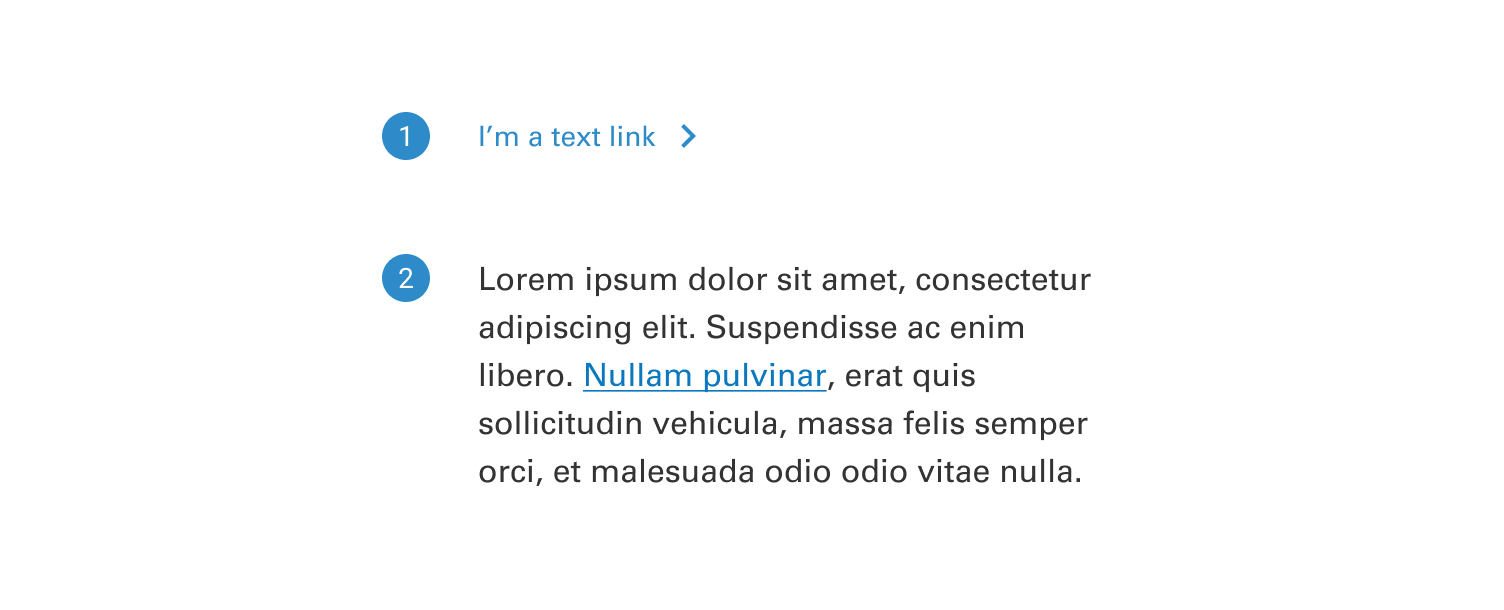 1 I’m a text link
2 Lorem ipsum dolor sit amet, consectetur
adipiscing elit. Suspendisse ac enim
libero. Nullam pulvinar, erat quis
sollicitudin vehicula, massa felis semper
orci, et malesuada odio odio vitae nulla.